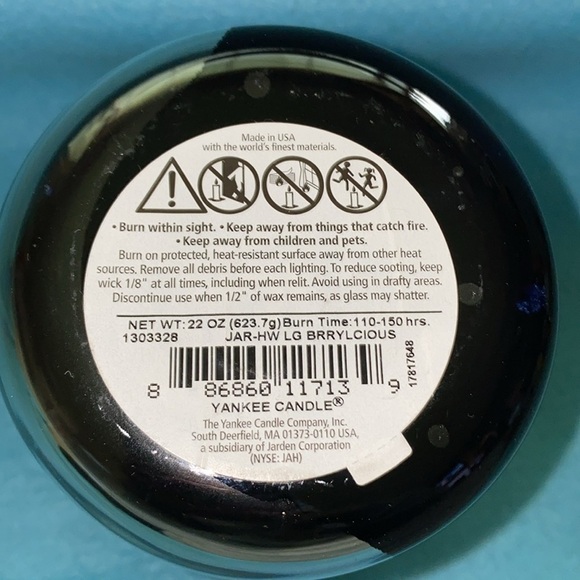 Made in USA
with the world's finest materials.
• Burn within sight. • Keep away from things that catch fire.
• Keep away from children and pets.
Burn on protected, heat-resistant surface away from other heat
sources. Remove all debris before each lighting. To reduce sooting, keep
wick 1/8" at all times, including when relit. Avoid using in drafty areas.
Discontinue use when 1/2" of wax remains, as glass may shatter.
NET WT: 22 OZ (623.7g) Burn Time: 110-150 hrs.
1303328 JAR-HW LG BRRYLCIOUS
8 86860 11713 9
17817648
YANKEE CANDLE®
The Yankee Candle Company, Inc.
South Deerfield, MA 01373-0110 USA,
a subsidiary of Jarden Corporation
(NYSE: JAH)